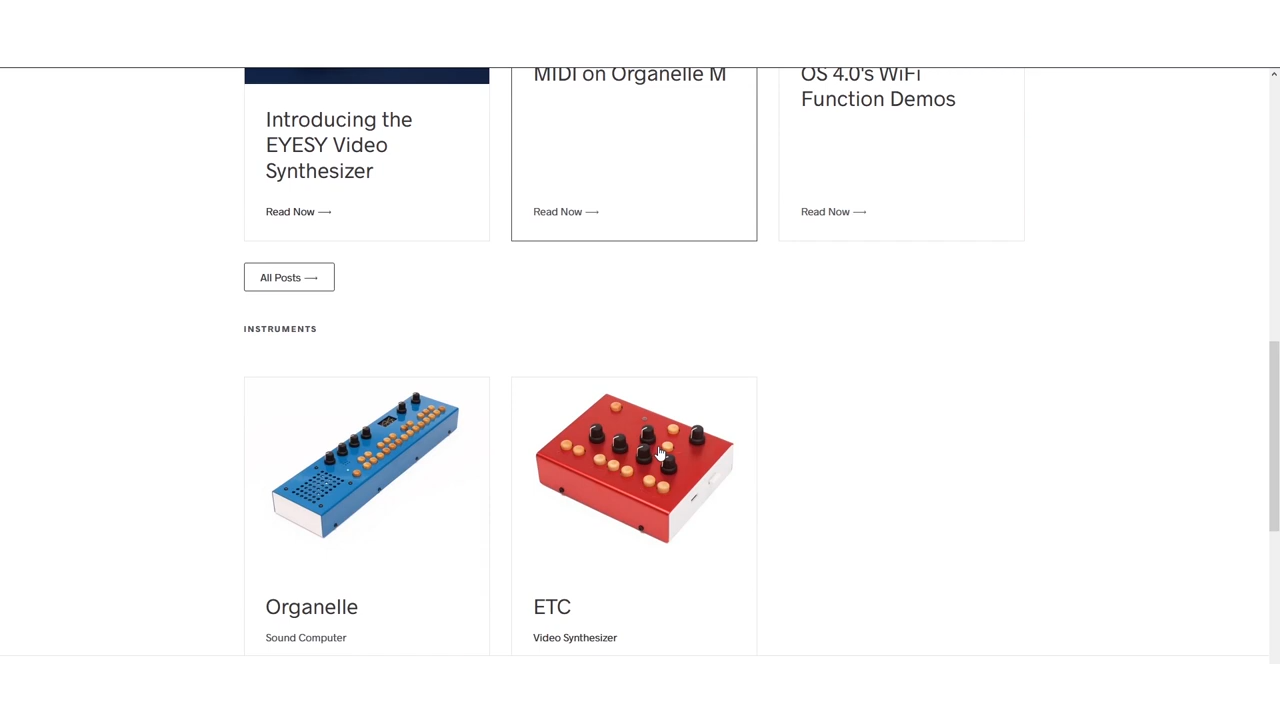 Introducing the
EYESY Video
Synthesizer
Read Now ⟶
MIDI on Organelle M
Read Now ⟶
OS 4.0's WiFi
Function Demos
Read Now ⟶
All Posts ⟶
INSTRUMENTS
Organelle
Sound Computer
ETC
Video Synthesizer